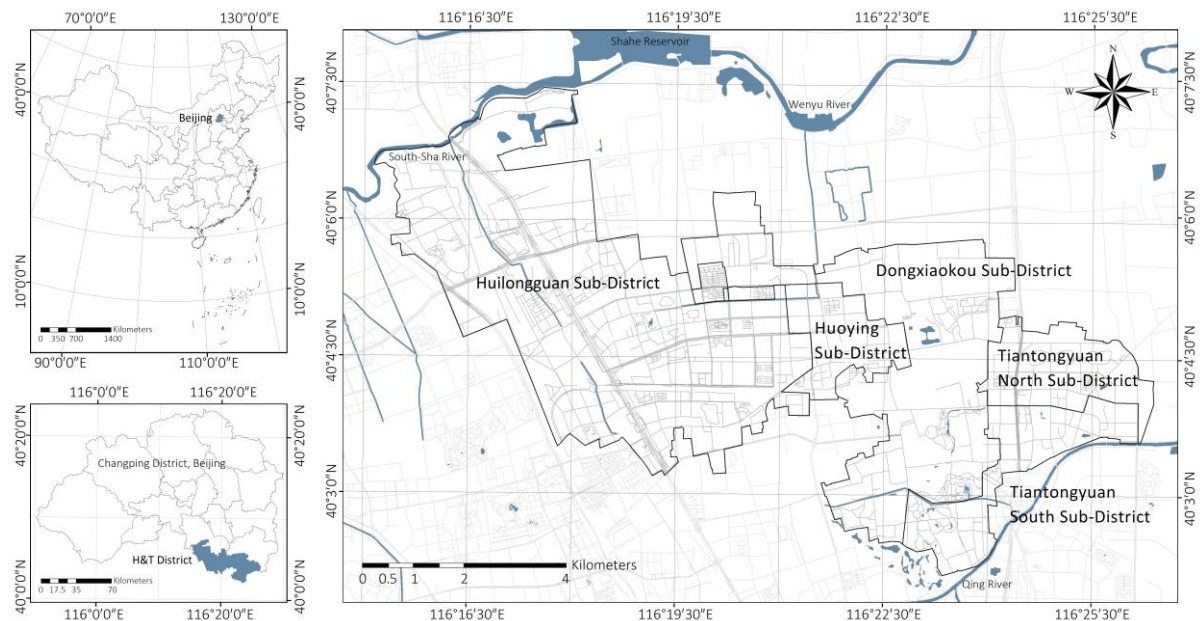 70°0'0"E
130°0'0"E
40°0'0"N
40°0'0"N
Beijing
10°0'0"N
10°0'0"N
Kilometers
0 350 700 1400
90°0'0"E
110°0'0"E
116°0'0"E
116°20'0"E
40°20'0"N
40°20'0"N
Changping District, Beijing
H&T District
Kilometers
0 17.5 35 70
40°0'0"N
40°0'0"N
116°0'0"E
116°20'0"E
116°16'30"E
116°19'30"E
116°22'30"E
116°25'30"E
Shahe Reservoir
N
40°7'30"N
40°7'30"N
W
E
Wenyu River
S
South-Sha River
40°6'0"N
40°6'0"N
Dongxiaokou Sub-District
Huilongguan Sub-District
Huoying
Sub-District
40°4'30"N
40°4'30"N
Tiantongyuan
North Sub-District
40°3'0"N
40°3'0"N
Tiantongyuan
South Sub-District
Kilometers
0 0.5 1 2 4
Qing River
116°16'30"E
116°19'30"E
116°22'30"E
116°25'30"E